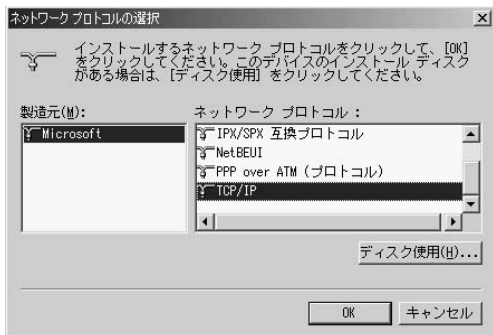 ネットワーク プロトコルの選択
インストールするネットワーク プロトコルをクリックして、[OK]
をクリックしてください。このデバイスのインストール ディスク
がある場合は、[ディスク使用] をクリックしてください。
製造元(M):
Microsoft
ネットワーク プロトコル :
IPX/SPX 互換プロトコル
NetBEUI
PPP over ATM (プロトコル)
TCP/IP
ディスク使用(H)...
OK
キャンセル